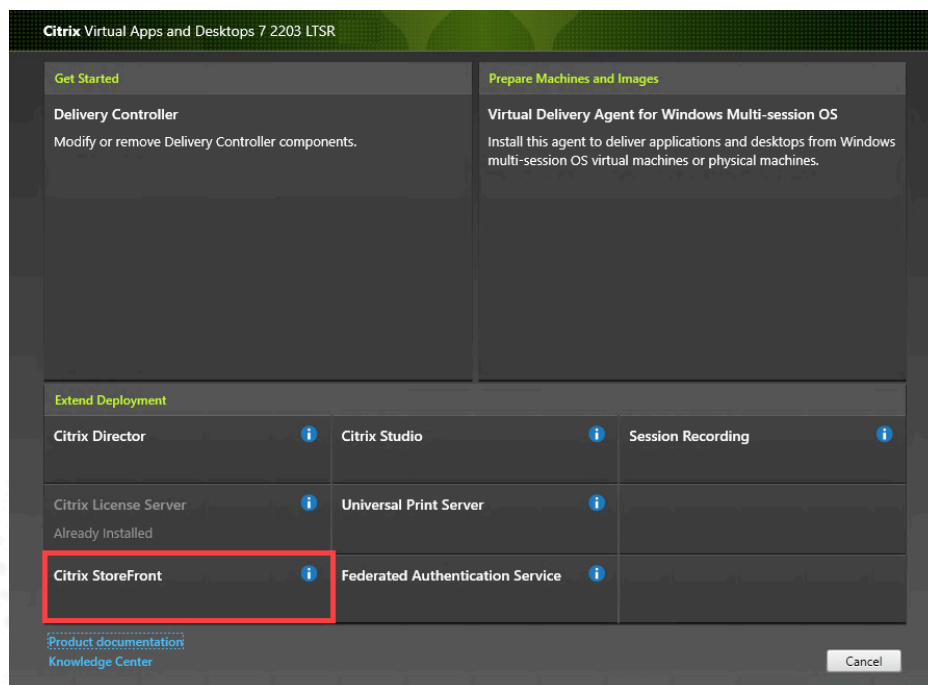 Citrix Virtual Apps and Desktops 7 2203 LTSR
Get Started
Delivery Controller
Modify or remove Delivery Controller components.
Prepare Machines and Images
Virtual Delivery Agent for Windows Multi-session OS
Install this agent to deliver applications and desktops from Windows
multi-session OS virtual machines or physical machines.
Extend Deployment
Citrix Director
Citrix Studio
Session Recording
Citrix License Server
Already Installed
Universal Print Server
Citrix StoreFront
Federated Authentication Service
Product documentation
Knowledge Center
Cancel